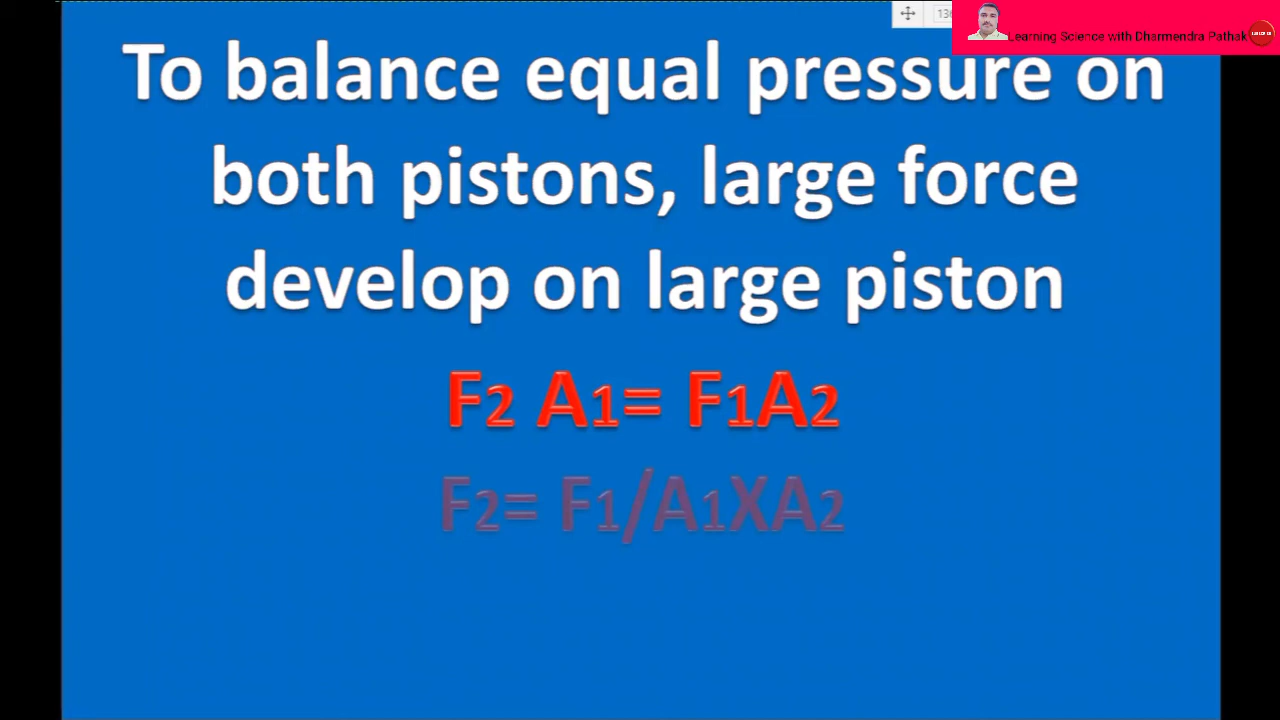 Learning Science with Dharmendra Pathak
To balance equal pressure on
both pistons, large force
develop on large piston
F2 A1= F1A2
F2= F1/A1XA2